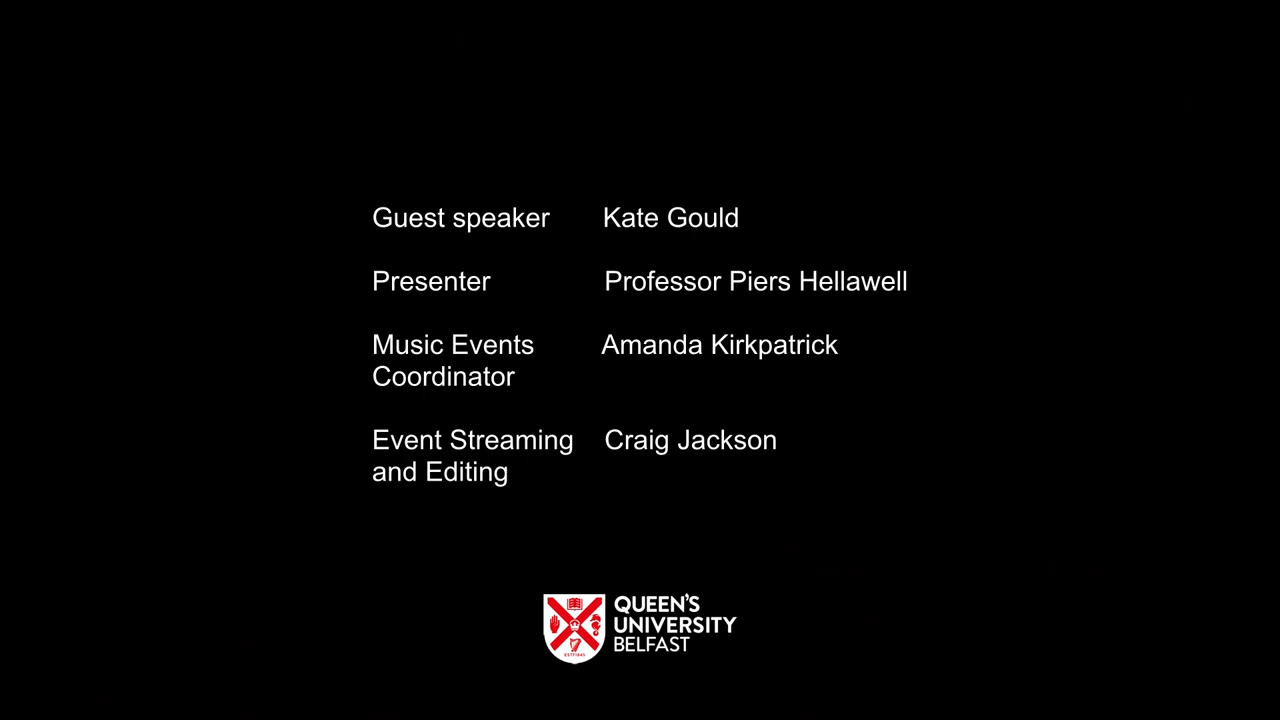 Guest speaker Kate Gould
Presenter Professor Piers Hellawell
Music Events Amanda Kirkpatrick
Coordinator
Event Streaming Craig Jackson
and Editing
QUEEN'S
UNIVERSITY
BELFAST
ESTD1845